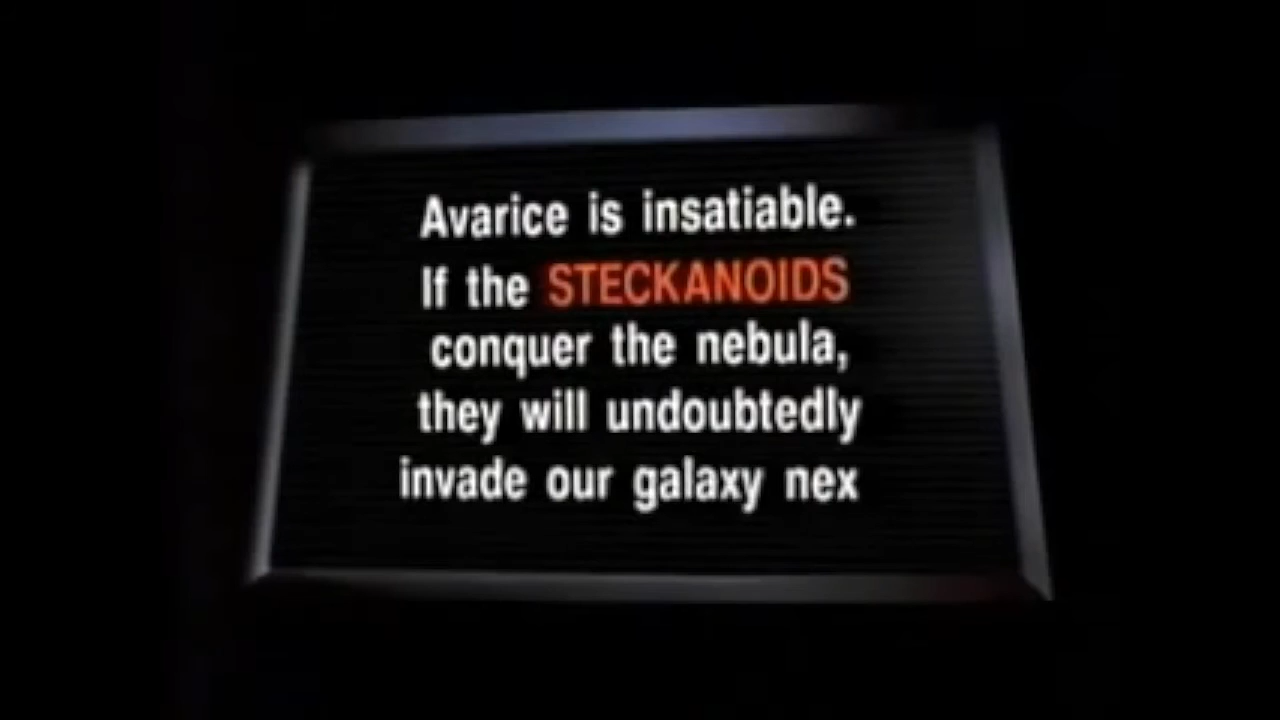 Avarice is insatiable.
If the STECKANOIDS
conquer the nebula,
they will undoubtedly
invade our galaxy nex